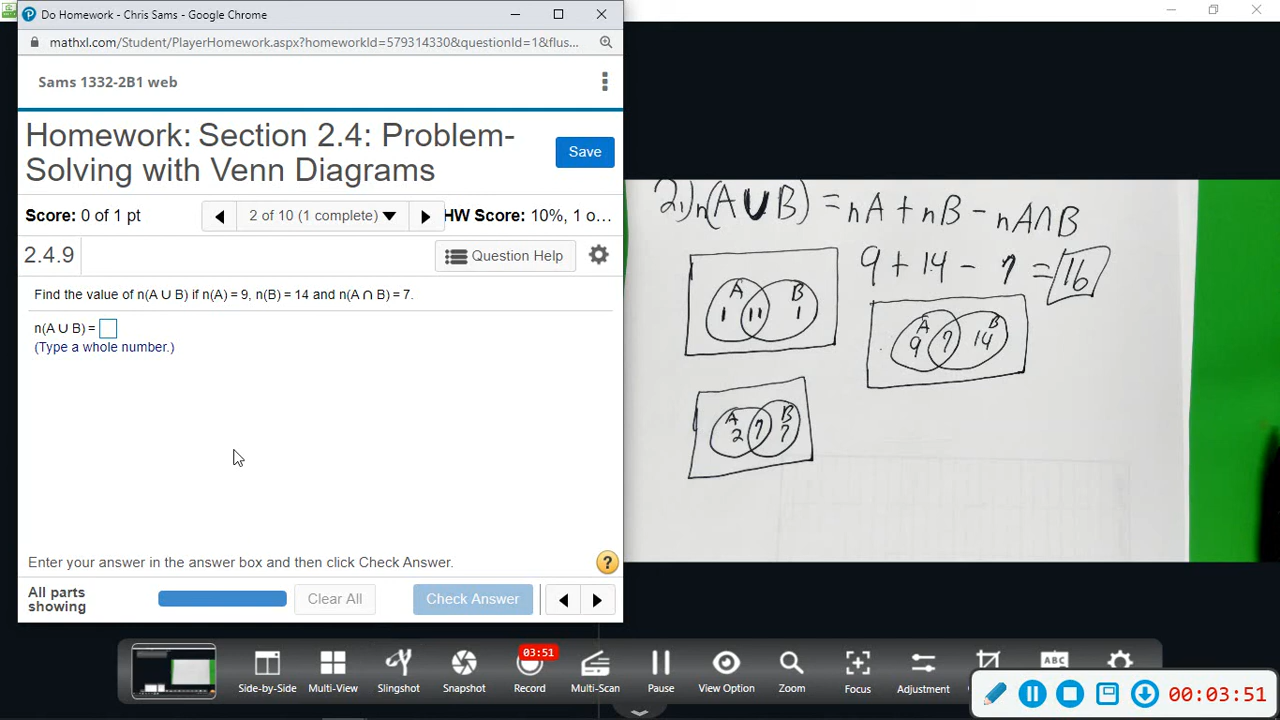 Do Homework - Chris Sams - Google Chrome
mathxl.com/Student/PlayerHomework.aspx?homeworkId=579314330&questionId=1&flus...
Sams 1332-2B1 web
Homework: Section 2.4: Problem-
Solving with Venn Diagrams
Save
Score: 0 of 1 pt
2 of 10 (1 complete)
HW Score: 10%, 1 o...
2.4.9
Question Help
Find the value of n(A ∪ B) if n(A) = 9, n(B) = 14 and n(A ∩ B) = 7.
n(A ∪ B) =
(Type a whole number.)
Enter your answer in the answer box and then click Check Answer.
?
All parts
showing
Clear All
Check Answer
2.) n(A ∪ B) = nA + nB - nA∩B
9 + 14 - 7 = 16
A B
1 11 1
A B
9 7 14
A B
2 7 7
03:51
Side-by-Side
Multi-View
Slingshot
Snapshot
Record
Multi-Scan
Pause
View Option
Zoom
Focus
Adjustment
ABC
00:03:51